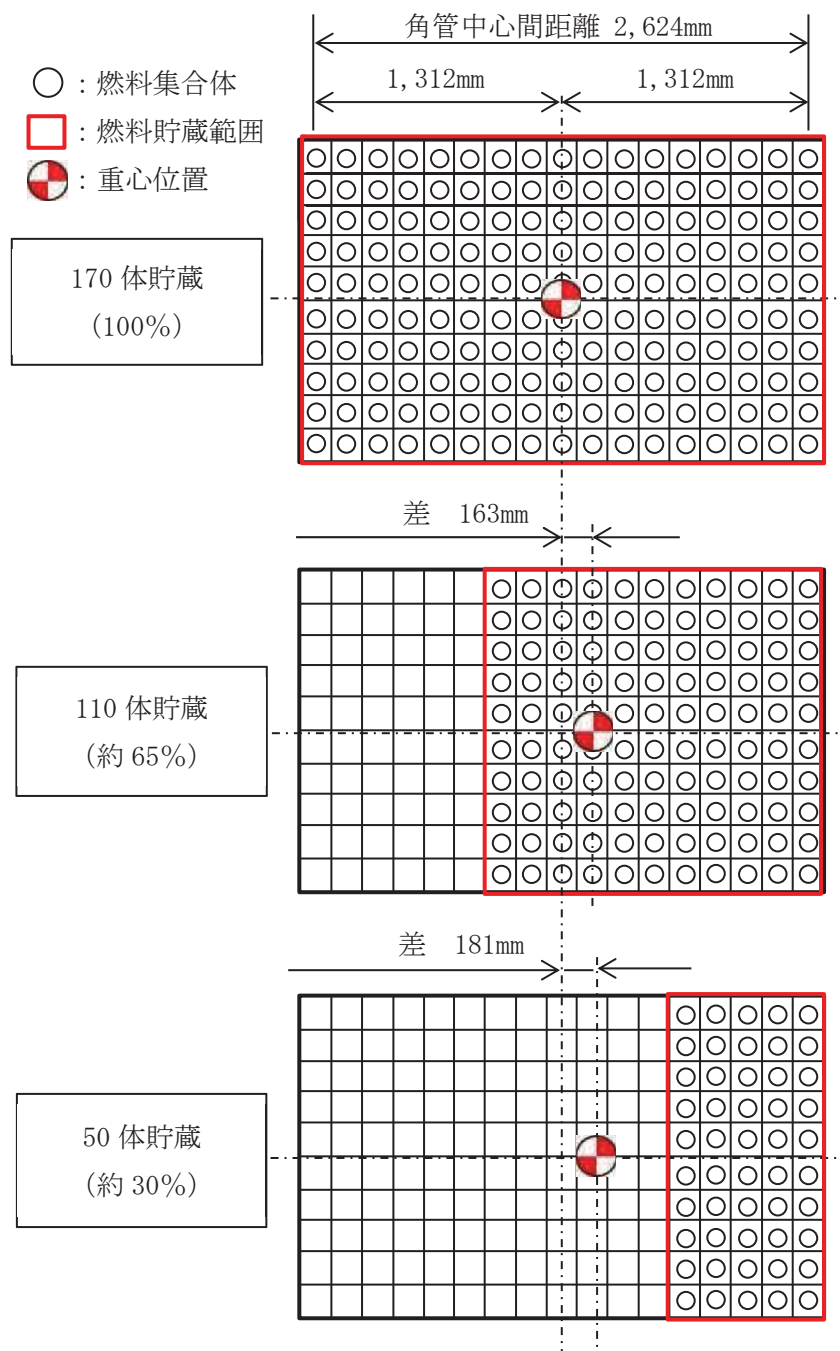 角管中心間距離 2,624mm
1,312mm 1,312mm
：燃料集合体
：燃料貯蔵範囲
：重心位置
170 体貯蔵
（100％）
差 163mm
110 体貯蔵
（約 65％）
差 181mm
50 体貯蔵
（約 30％）